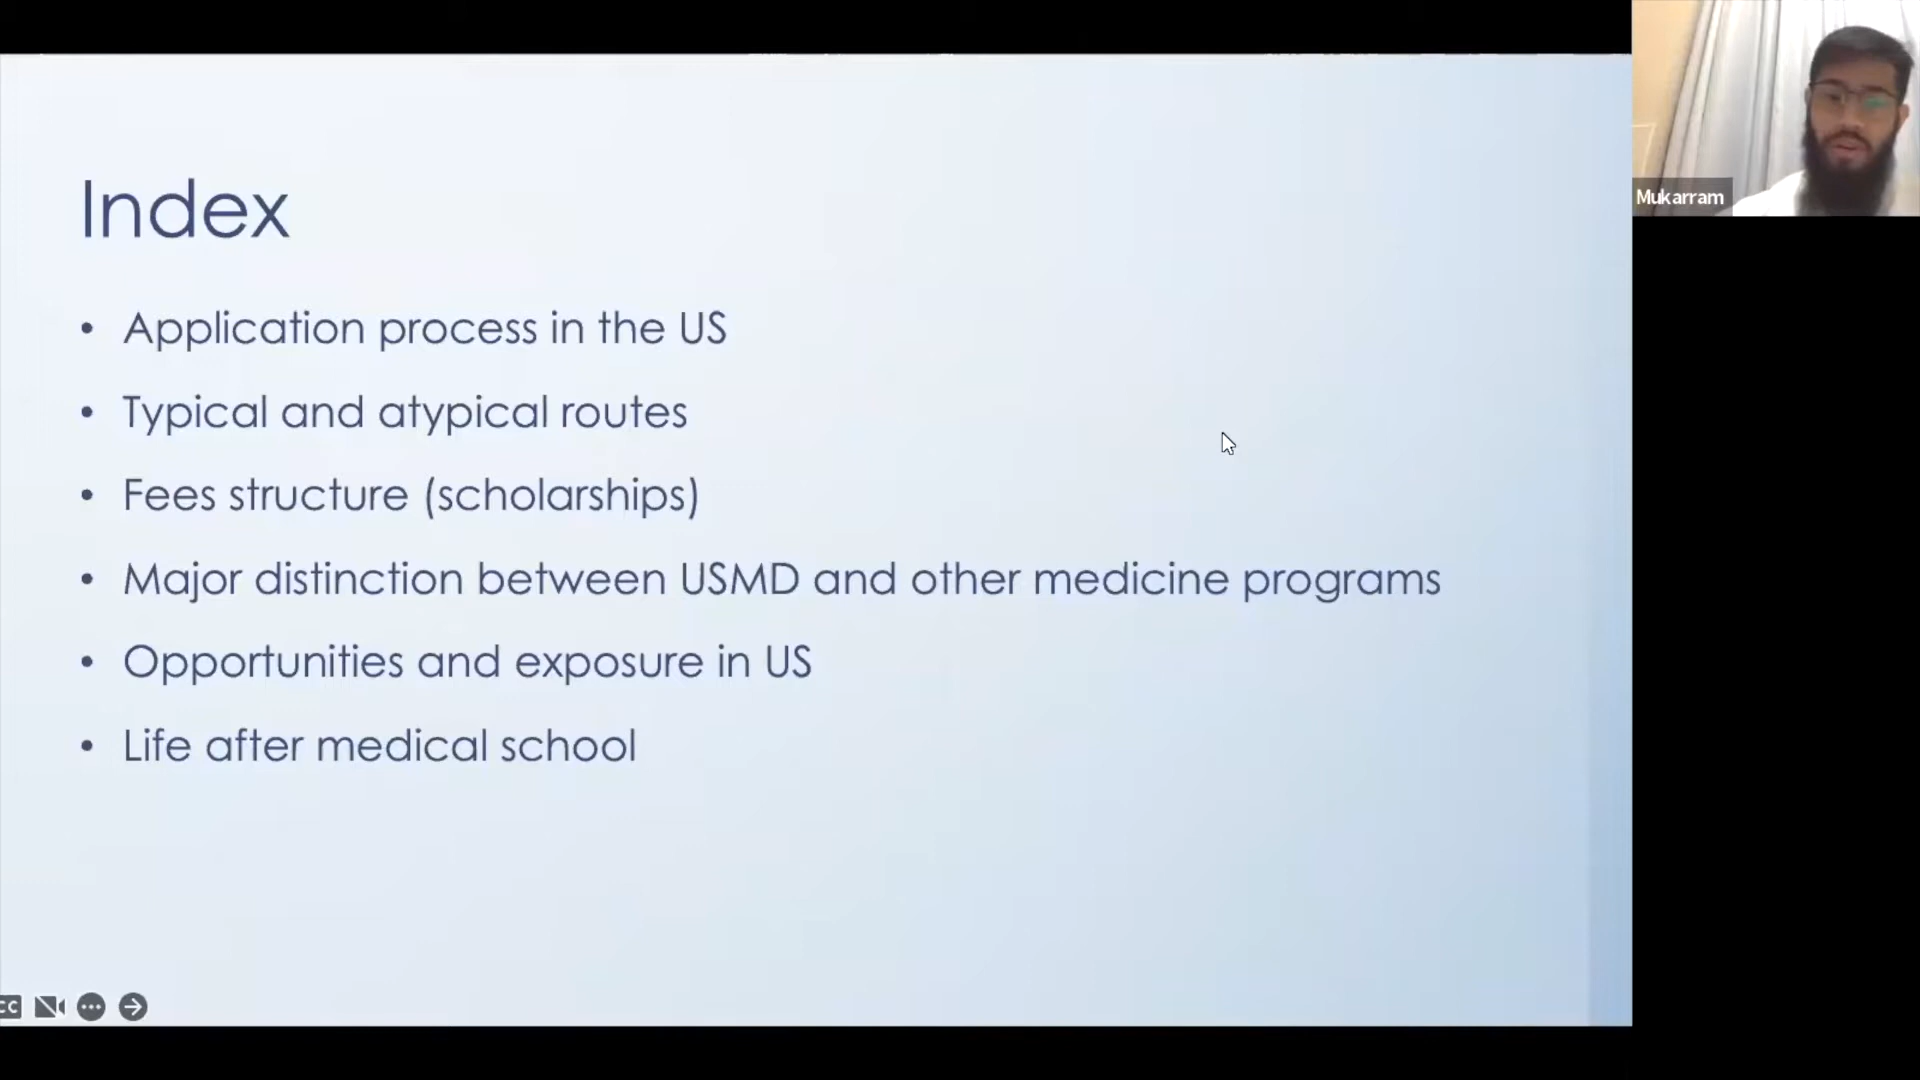 Index
• Application process in the US
• Typical and atypical routes
• Fees structure (scholarships)
• Major distinction between USMD and other medicine programs
• Opportunities and exposure in US
• Life after medical school
Mukarram
CC